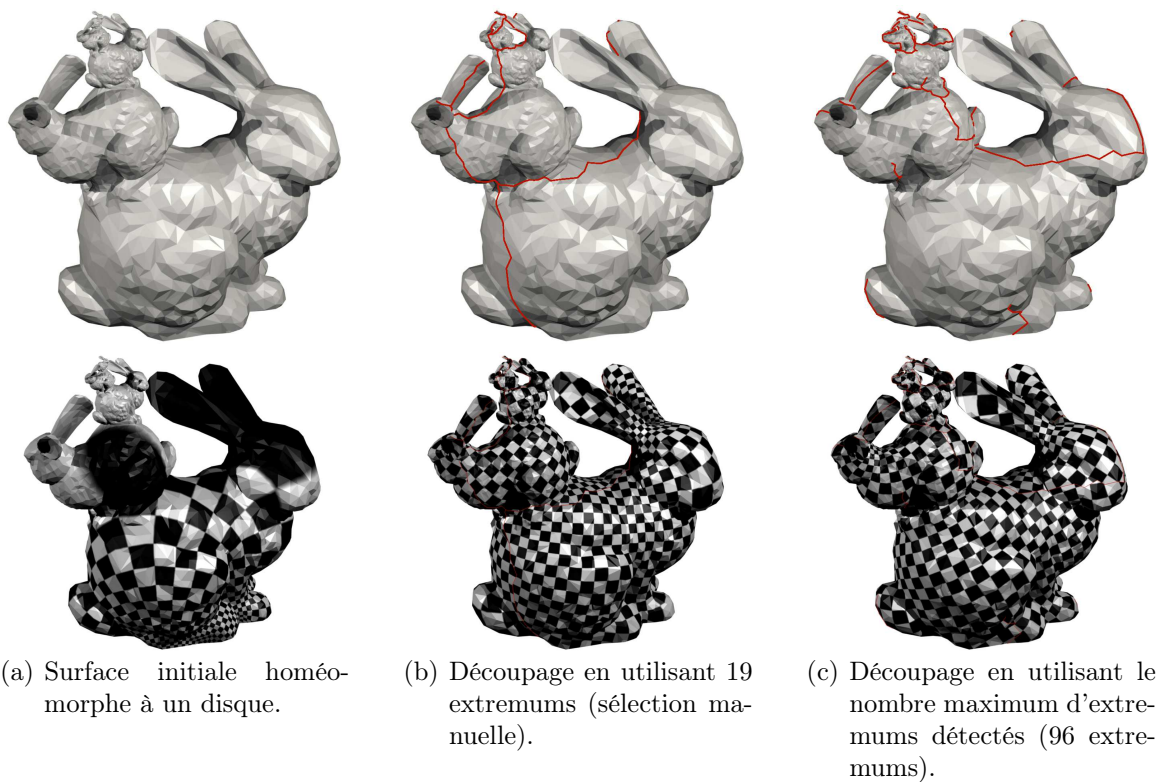 (a) Surface initiale homéo-
morphe à un disque.
(b) Découpage en utilisant 19
extremums (sélection ma-
nuelle).
(c) Découpage en utilisant le
nombre maximum d'extre-
mums détectés (96 extre-
mums).